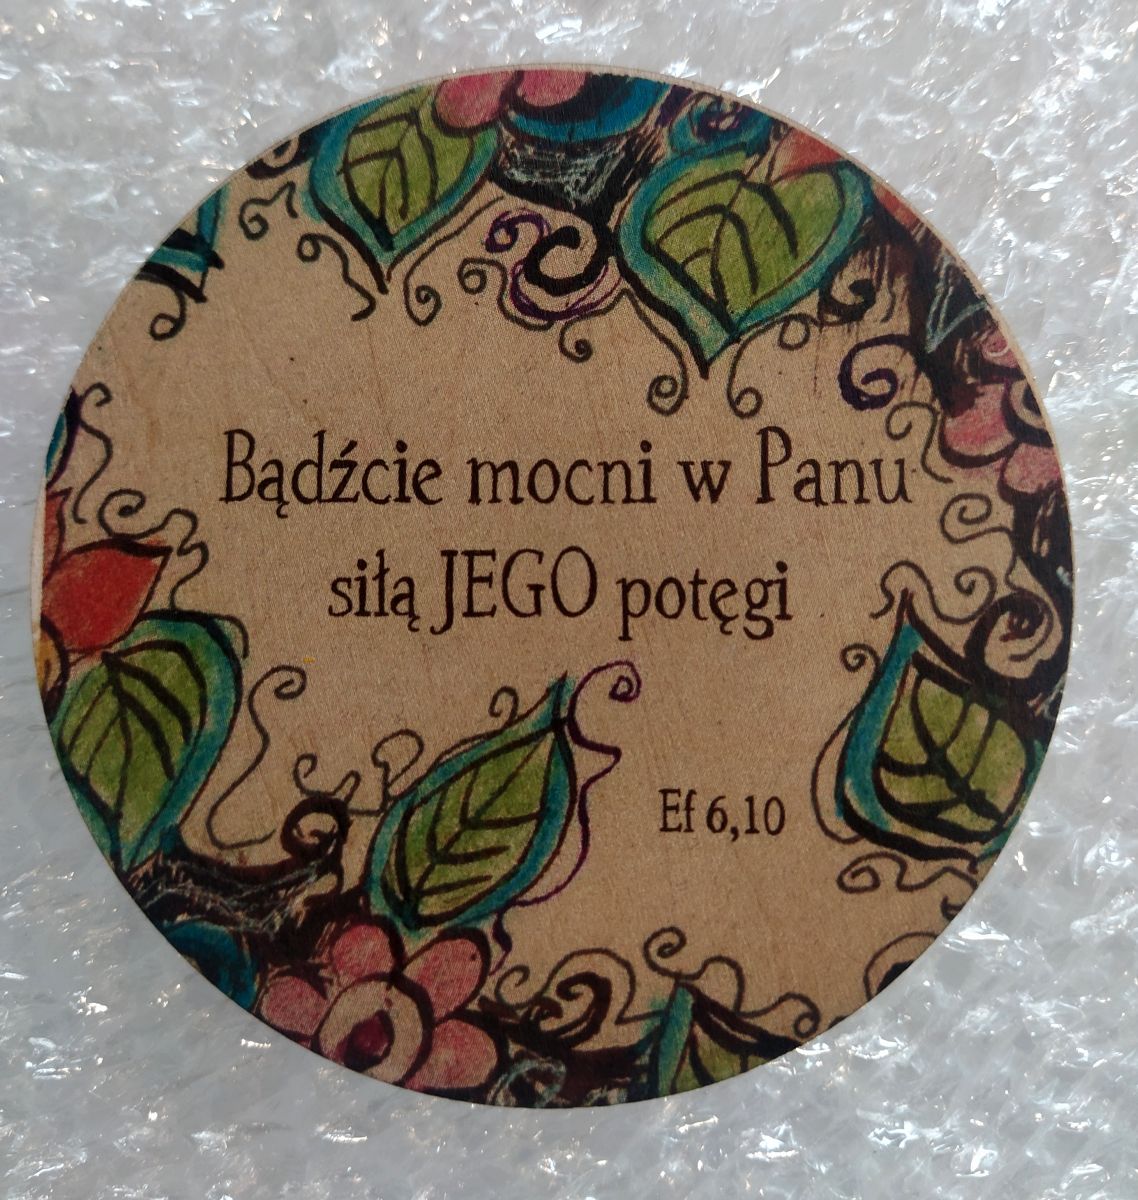 Bądźcie mocni w Panu
siłą JEGO potęgi
Ef 6,10